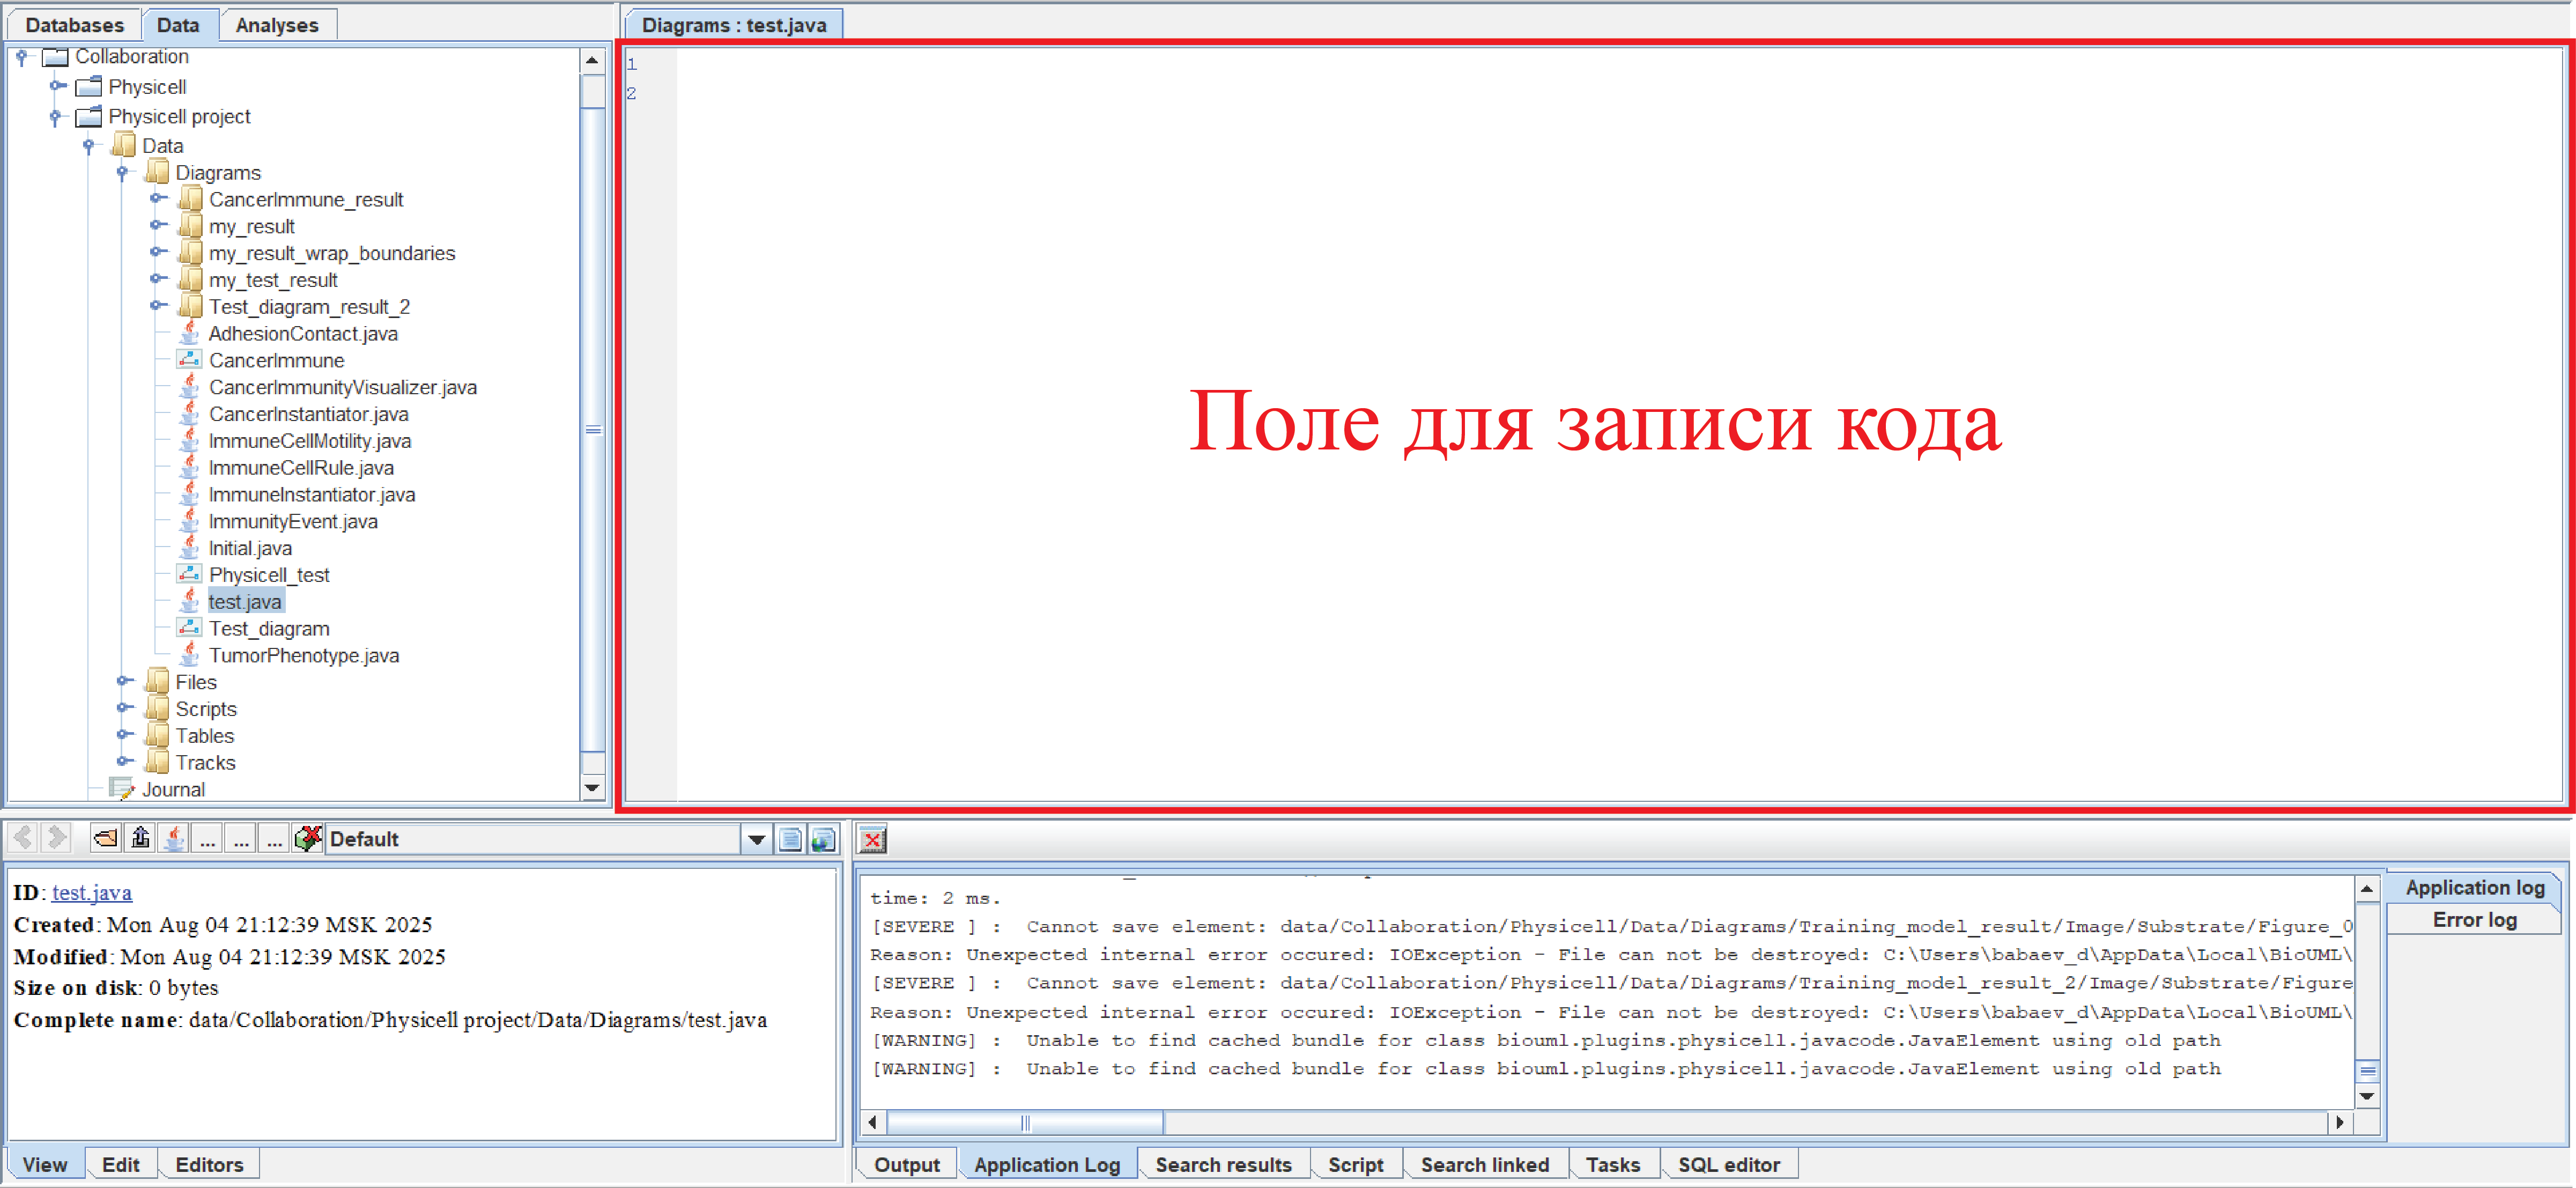 Databases Data Analyses
Collaboration
Physicell
Physicell project
Data
Diagrams
CancerImmune_result
my_result
my_result_wrap_boundaries
my_test_result
Test_diagram_result_2
AdhesionContact.java
CancerImmune
CancerImmunityVisualizer.java
CancerInstantiator.java
ImmuneCellMotility.java
ImmuneCellRule.java
ImmuneInstantiator.java
ImmunityEvent.java
Initial.java
Physicell_test
test.java
Test_diagram
TumorPhenotype.java
Files
Scripts
Tables
Tracks
Journal
Diagrams : test.java
1
2
Поле для записи кода
... ... ... Default
ID: test.java
Created: Mon Aug 04 21:12:39 MSK 2025
Modified: Mon Aug 04 21:12:39 MSK 2025
Size on disk: 0 bytes
Complete name: data/Collaboration/Physicell project/Data/Diagrams/test.java
View Edit Editors
time: 2 ms.
[SEVERE ] : Cannot save element: data/Collaboration/Physicell/Data/Diagrams/Training_model_result/Image/Substrate/Figure_0
Reason: Unexpected internal error occured: IOException - File can not be destroyed: C:\Users\babaev_d\AppData\Local\BioUML\
[SEVERE ] : Cannot save element: data/Collaboration/Physicell/Data/Diagrams/Training_model_result_2/Image/Substrate/Figure
Reason: Unexpected internal error occured: IOException - File can not be destroyed: C:\Users\babaev_d\AppData\Local\BioUML\
[WARNING] : Unable to find cached bundle for class biouml.plugins.physicell.javacode.JavaElement using old path
[WARNING] : Unable to find cached bundle for class biouml.plugins.physicell.javacode.JavaElement using old path
Application log
Error log
Output Application Log Search results Script Search linked Tasks SQL editor